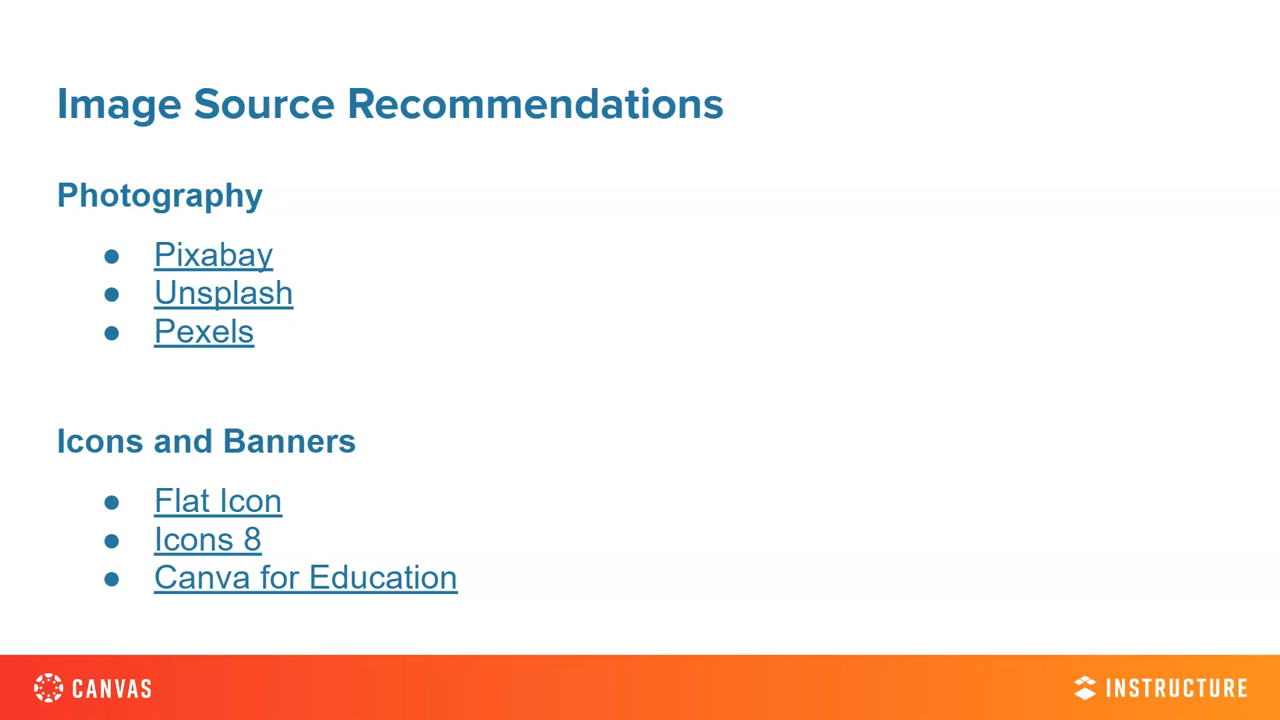 Image Source Recommendations
Photography
● Pixabay
● Unsplash
● Pexels
Icons and Banners
● Flat Icon
● Icons 8
● Canva for Education
CANVAS
INSTRUCTURE